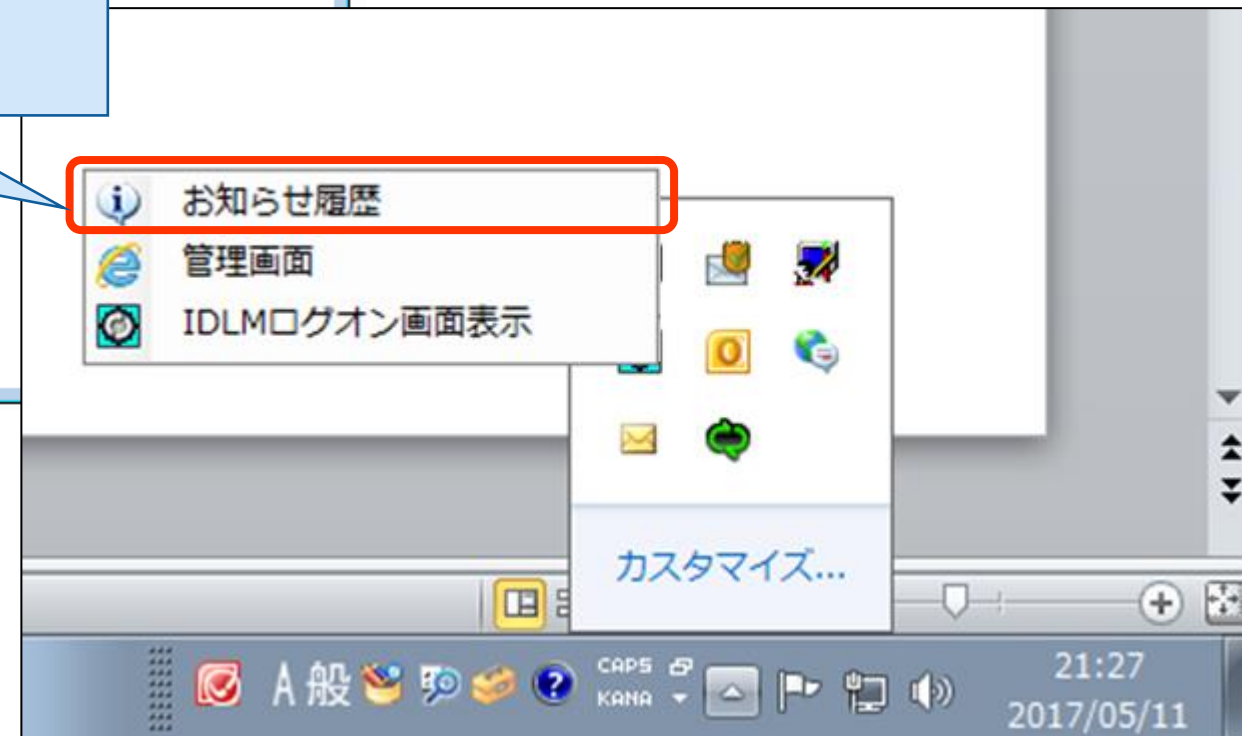 お知らせ履歴
管理画面
IDLMログオン画面表示
カスタマイズ...
A 般
CAPS
KANA
21:27
2017/05/11